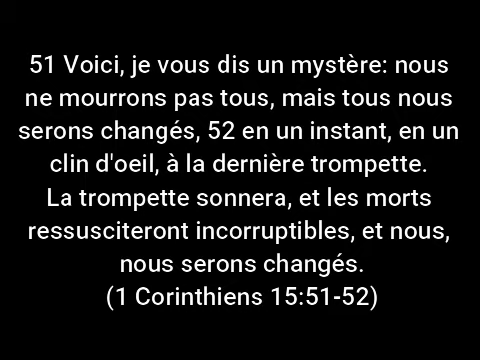 51 Voici, je vous dis un mystère: nous
ne mourrons pas tous, mais tous nous
serons changés, 52 en un instant, en un
clin d'oeil, à la dernière trompette.
La trompette sonnera, et les morts
ressusciteront incorruptibles, et nous,
nous serons changés.
(1 Corinthiens 15:51-52)